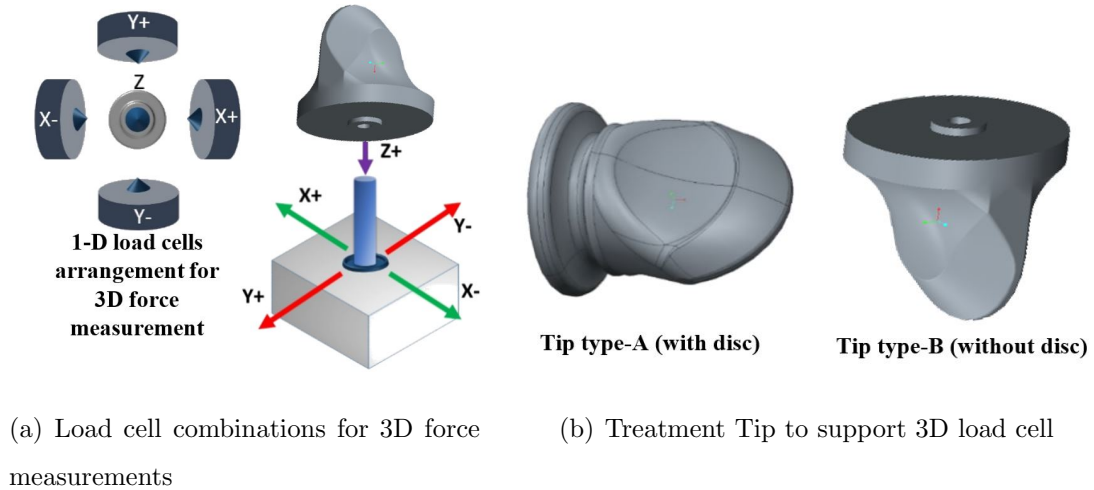 Y+
Z
X-
X+
Y-
1-D load cells
arrangement for
3D force
measurement
Z+
X+
Y-
Y+
X-
Tip type-A (with disc)
Tip type-B (without disc)
(a) Load cell combinations for 3D force
measurements
(b) Treatment Tip to support 3D load cell